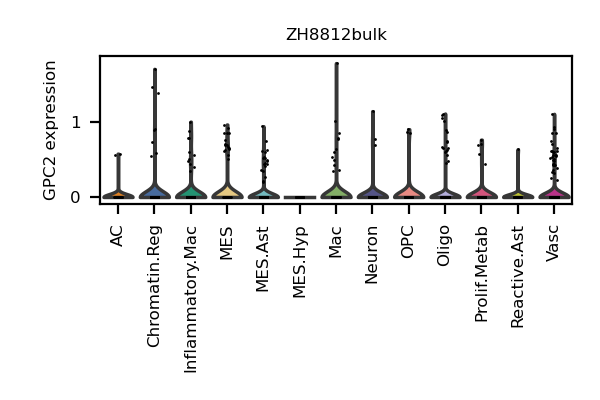 ZH8812bulk
GPC2 expression
1
0
AC
Chromatin.Reg
Inflammatory.Mac
MES
MES.Ast
MES.Hyp
Mac
Neuron
OPC
Oligo
Prolif.Metab
Reactive.Ast
Vasc